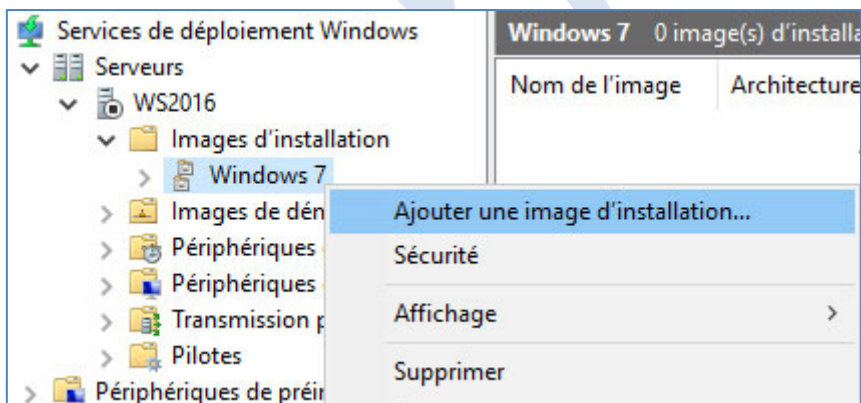 Services de déploiement Windows
Serveurs
WS2016
Images d'installation
Windows 7
Images de dén
Périphériques
Périphériques
Transmission p
Pilotes
Périphériques de préin
Windows 7 0 image(s) d'installa
Nom de l'image Architecture
Ajouter une image d'installation...
Sécurité
Affichage
Supprimer